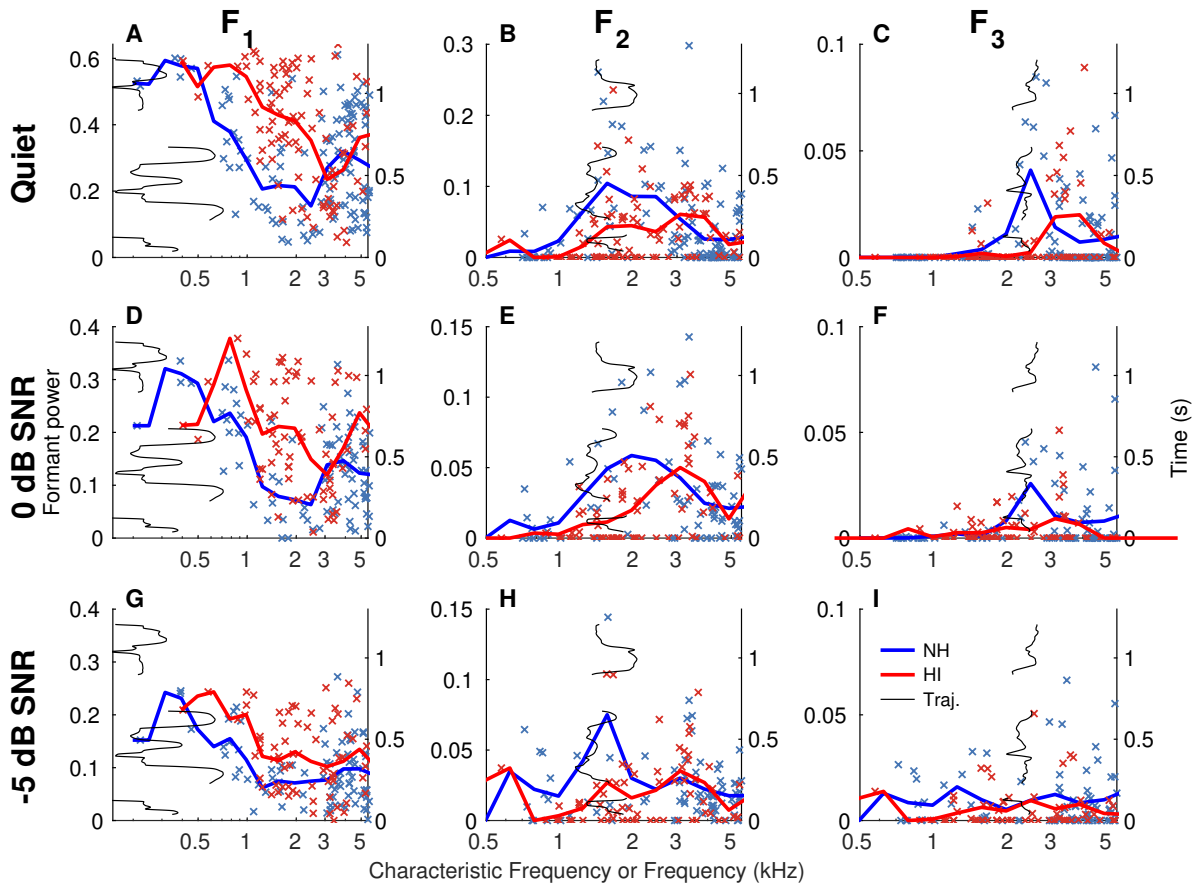 F1 F2 F3
A B C
Quiet
0.6 0.4 0.2 0
1 0.5 0
0.5 1 2 3 5
0.3 0.2 0.1 0
1 0.5 0
0.5 1 2 3 5
0.1 0.05 0
1 0.5 0
0.5 1 2 3 5
D E F
0 dB SNR
Formant power
0.4 0.3 0.2 0.1 0
1 0.5 0
0.5 1 2 3 5
0.15 0.1 0.05 0
1 0.5 0
0.5 1 2 3 5
0.1 0.05 0
1 0.5 0
0.5 1 2 3 5
Time (s)
G H I
-5 dB SNR
0.4 0.3 0.2 0.1 0
1 0.5 0
0.5 1 2 3 5
0.15 0.1 0.05 0
1 0.5 0
0.5 1 2 3 5
0.1 0.05 0
1 0.5 0
0.5 1 2 3 5
NH
HI
Traj.
Characteristic Frequency or Frequency (kHz)